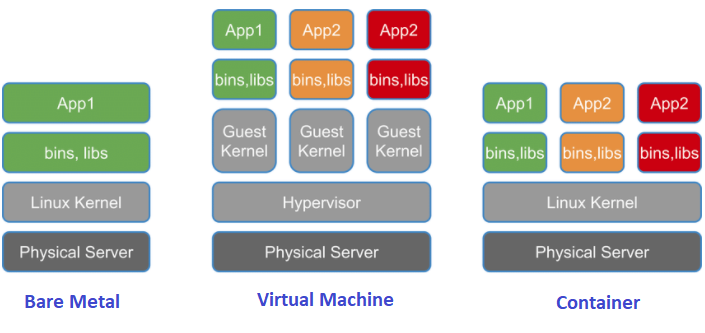 App1
bins, libs
Linux Kernel
Physical Server
Bare Metal
App1 App2 App2
bins,libs bins,libs bins,libs
Guest Guest Guest
Kernel Kernel Kernel
Hypervisor
Physical Server
Virtual Machine
App1 App2 App2
bins,libs bins,libs bins,libs
Linux Kernel
Physical Server
Container